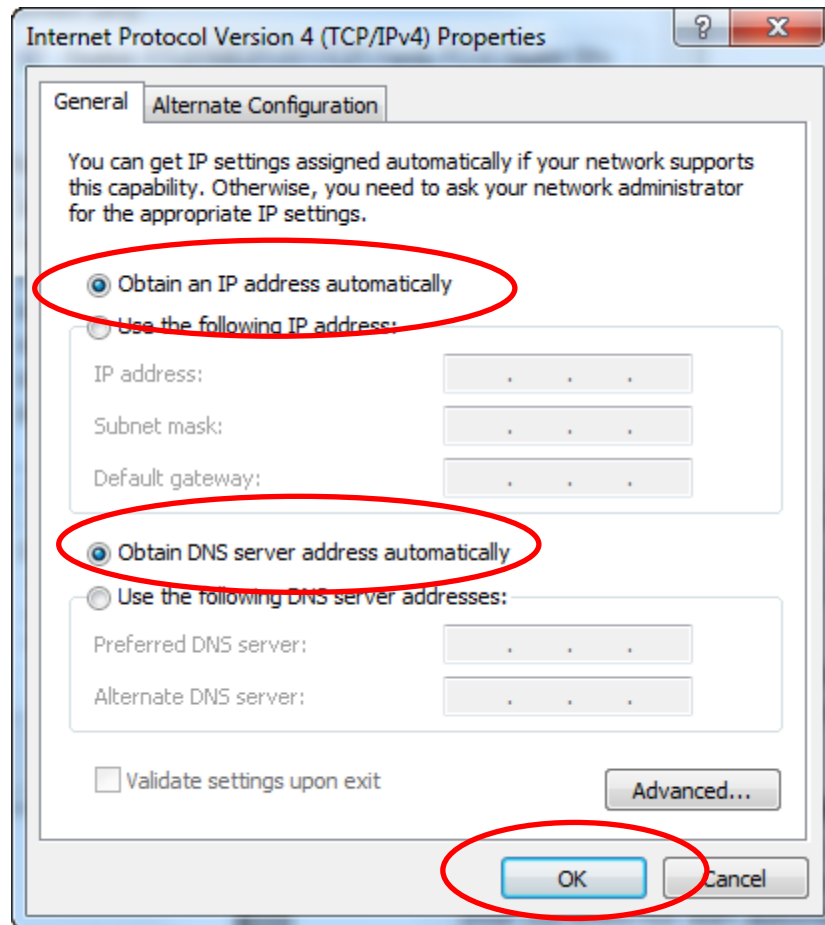 Internet Protocol Version 4 (TCP/IPv4) Properties
General
Alternate Configuration
You can get IP settings assigned automatically if your network supports
this capability. Otherwise, you need to ask your network administrator
for the appropriate IP settings.
Obtain an IP address automatically
Use the following IP address:
IP address:
Subnet mask:
Default gateway:
Obtain DNS server address automatically
Use the following DNS server addresses:
Preferred DNS server:
Alternate DNS server:
Validate settings upon exit
Advanced...
OK
Cancel